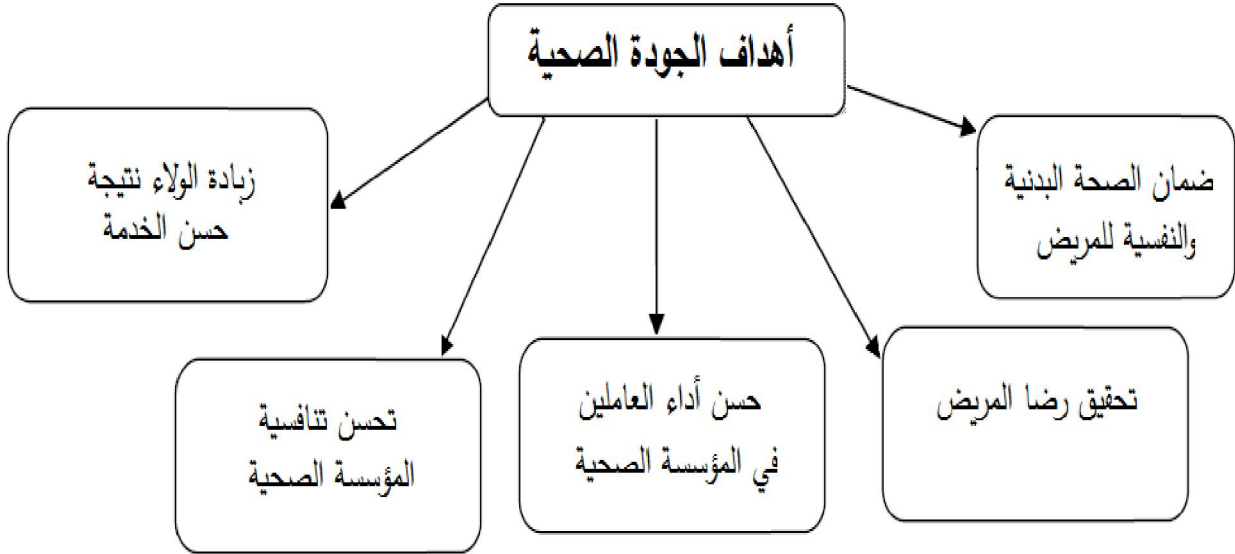 أهداف الجودة الصحية
ضمان الصحة البدنية
والنفسية للمريض
تحقيق رضا المريض
حسن أداء العاملين
في المؤسسة الصحية
تحسن تنافسية
المؤسسة الصحية
زيادة الولاء نتيجة
حسن الخدمة